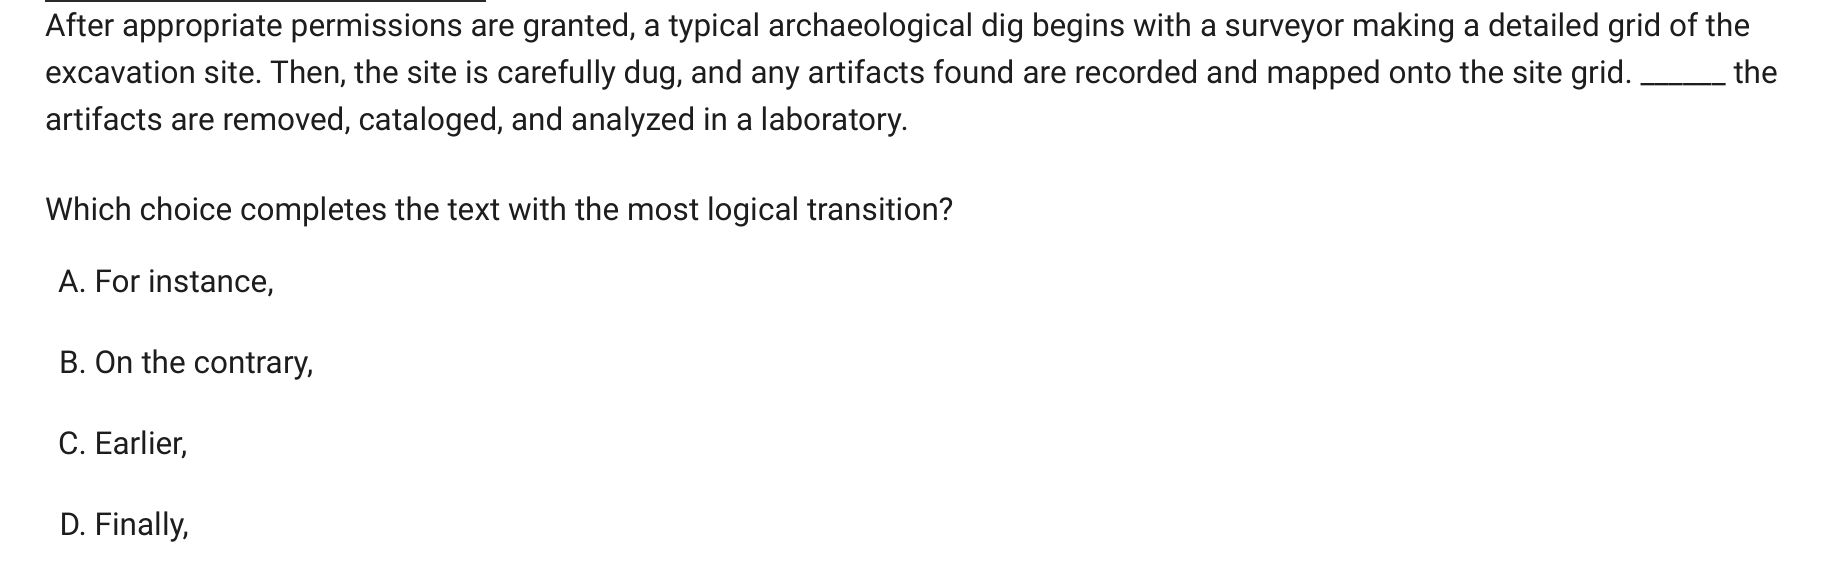 After appropriate permissions are granted, a typical archaeological dig begins with a surveyor making a detailed grid of the
excavation site. Then, the site is carefully dug, and any artifacts found are recorded and mapped onto the site grid. ______ the
artifacts are removed, cataloged, and analyzed in a laboratory.
Which choice completes the text with the most logical transition?
A. For instance,
B. On the contrary,
C. Earlier,
D. Finally,